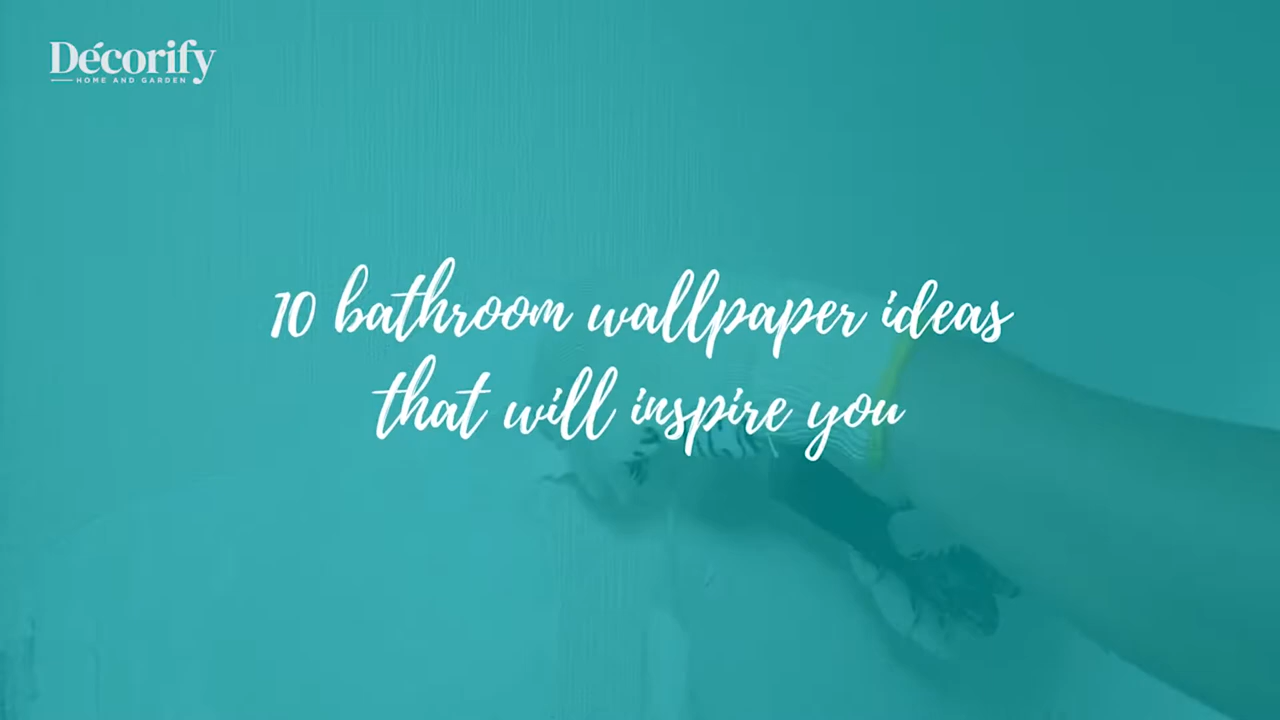 Décorify
HOME AND GARDEN
10 bathroom wallpaper ideas
that will inspire you